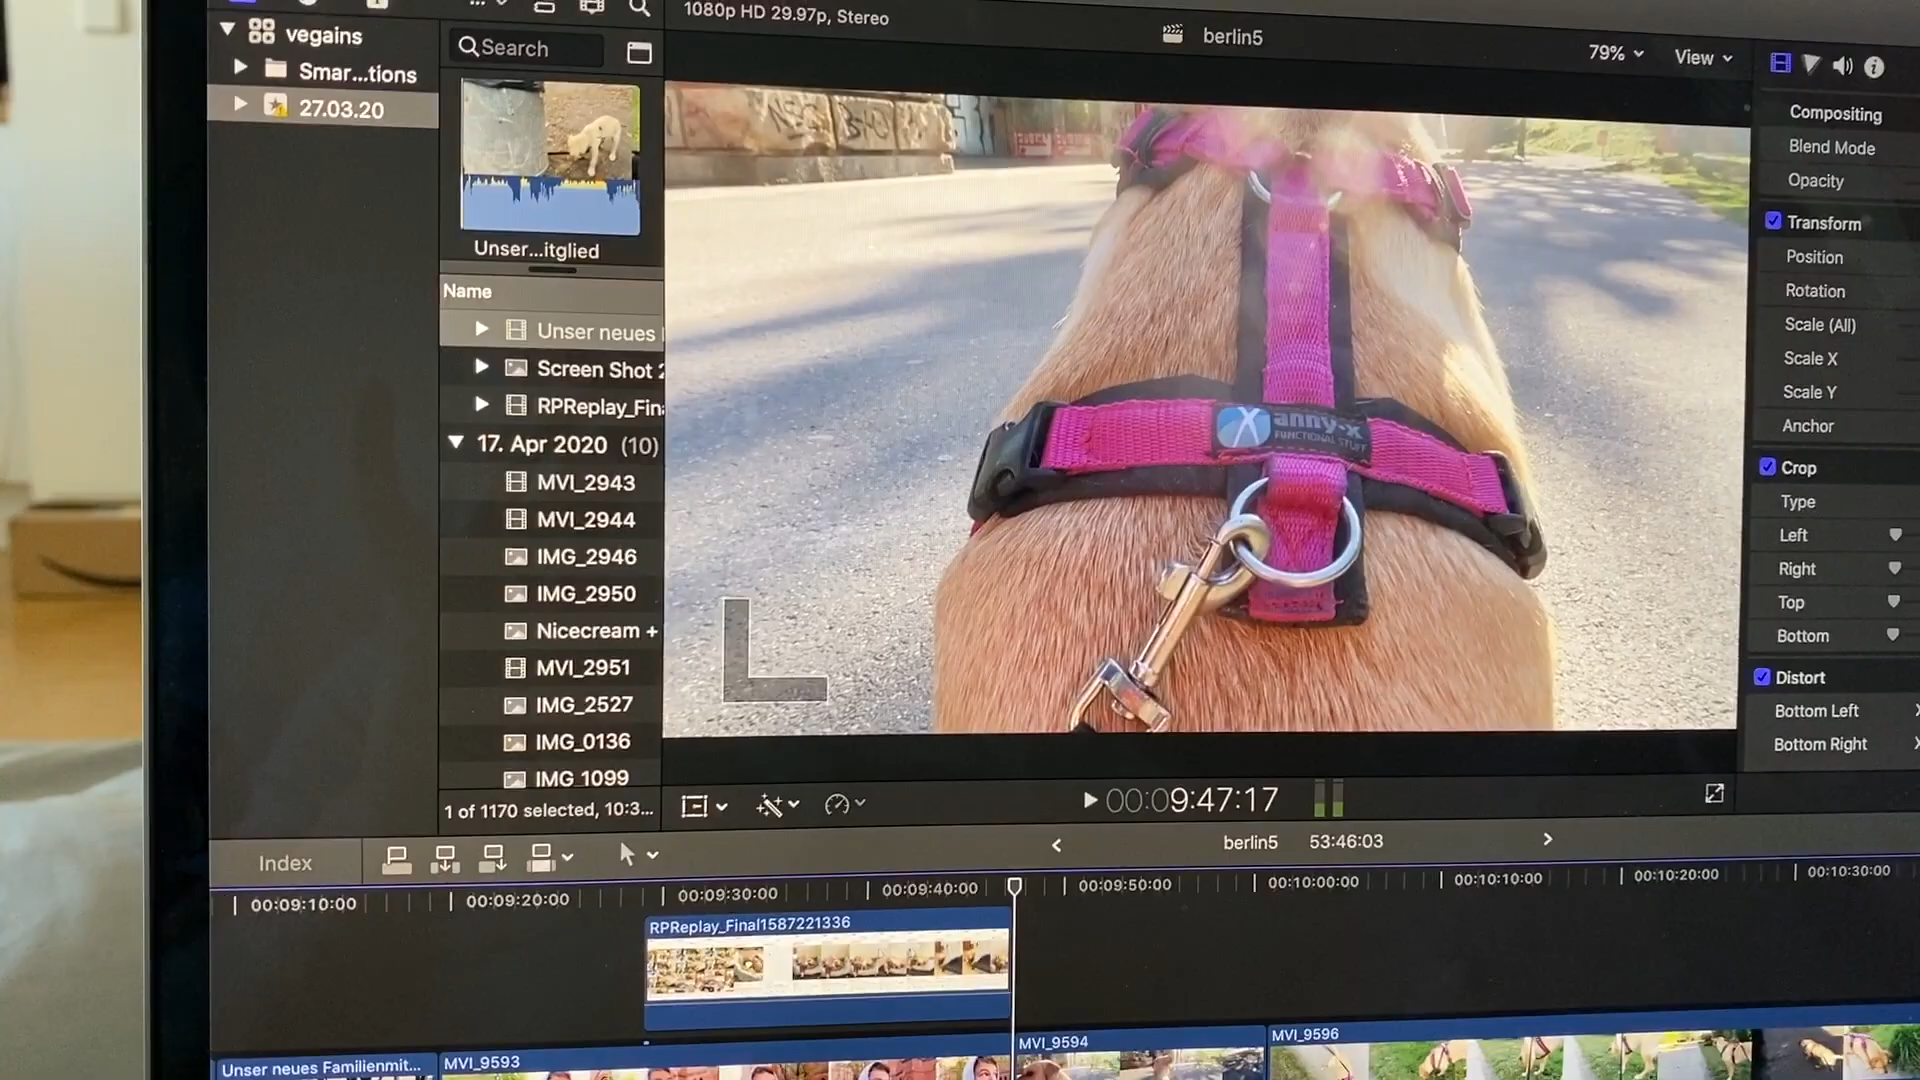 1080p HD 29.97p, Stereo
berlin5
79%
View
vegains
Smar...tions
27.03.20
Search
Unser...itglied
Name
Unser neues
Screen Shot 2
RPReplay_Fin
17. Apr 2020 (10)
MVI_2943
MVI_2944
IMG_2946
IMG_2950
Nicecream +
MVI_2951
IMG_2527
IMG_0136
IMG_1099
1 of 1170 selected, 10:3...
anny·x
FUNCTIONAL STUFF
Compositing
Blend Mode
Opacity
Transform
Position
Rotation
Scale (All)
Scale X
Scale Y
Anchor
Crop
Type
Left
Right
Top
Bottom
Distort
Bottom Left
Bottom Right
00:09:47:17
Index
berlin5 53:46:03
00:09:10:00
00:09:20:00
00:09:30:00
00:09:40:00
00:09:50:00
00:10:00:00
00:10:10:00
00:10:20:00
00:10:30:00
RPReplay_Final1587221336
Unser neues Familienmit...
MVI_9593
MVI_9594
MVI_9596